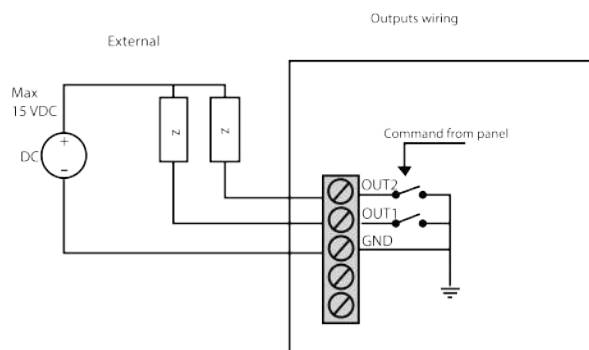 Outputs wiring
External
Max
15 VDC
Z
Z
Command from panel
+
DC
−
OUT2
OUT1
GND